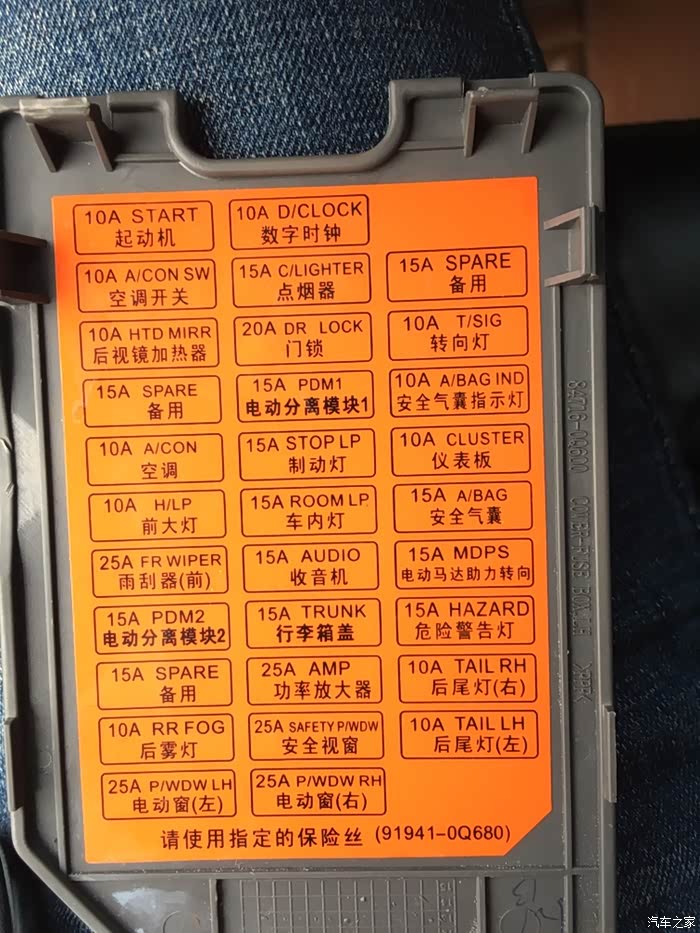 10A START
起动机
10A D/CLOCK
数字时钟
10A A/CON SW
空调开关
15A C/LIGHTER
点烟器
15A SPARE
备用
10A HTD MIRR
后视镜加热器
20A DR LOCK
门锁
10A T/SIG
转向灯
15A SPARE
备用
15A PDM1
电动分离模块1
10A A/BAG IND
安全气囊指示灯
10A A/CON
空调
15A STOP LP
制动灯
10A CLUSTER
仪表板
10A H/LP
前大灯
15A ROOM LP
车内灯
15A A/BAG
安全气囊
25A FR WIPER
雨刮器(前)
15A AUDIO
收音机
15A MDPS
电动马达助力转向
15A PDM2
电动分离模块2
15A TRUNK
行李箱盖
15A HAZARD
危险警告灯
15A SPARE
备用
25A AMP
功率放大器
10A TAIL RH
后尾灯(右)
10A RR FOG
后雾灯
25A SAFETY P/WDW
安全视窗
10A TAIL LH
后尾灯(左)
25A P/WDW LH
电动窗(左)
25A P/WDW RH
电动窗(右)
请使用指定的保险丝 (91941-0Q680)
COVER-FUSE BOX,LH
汽车之家